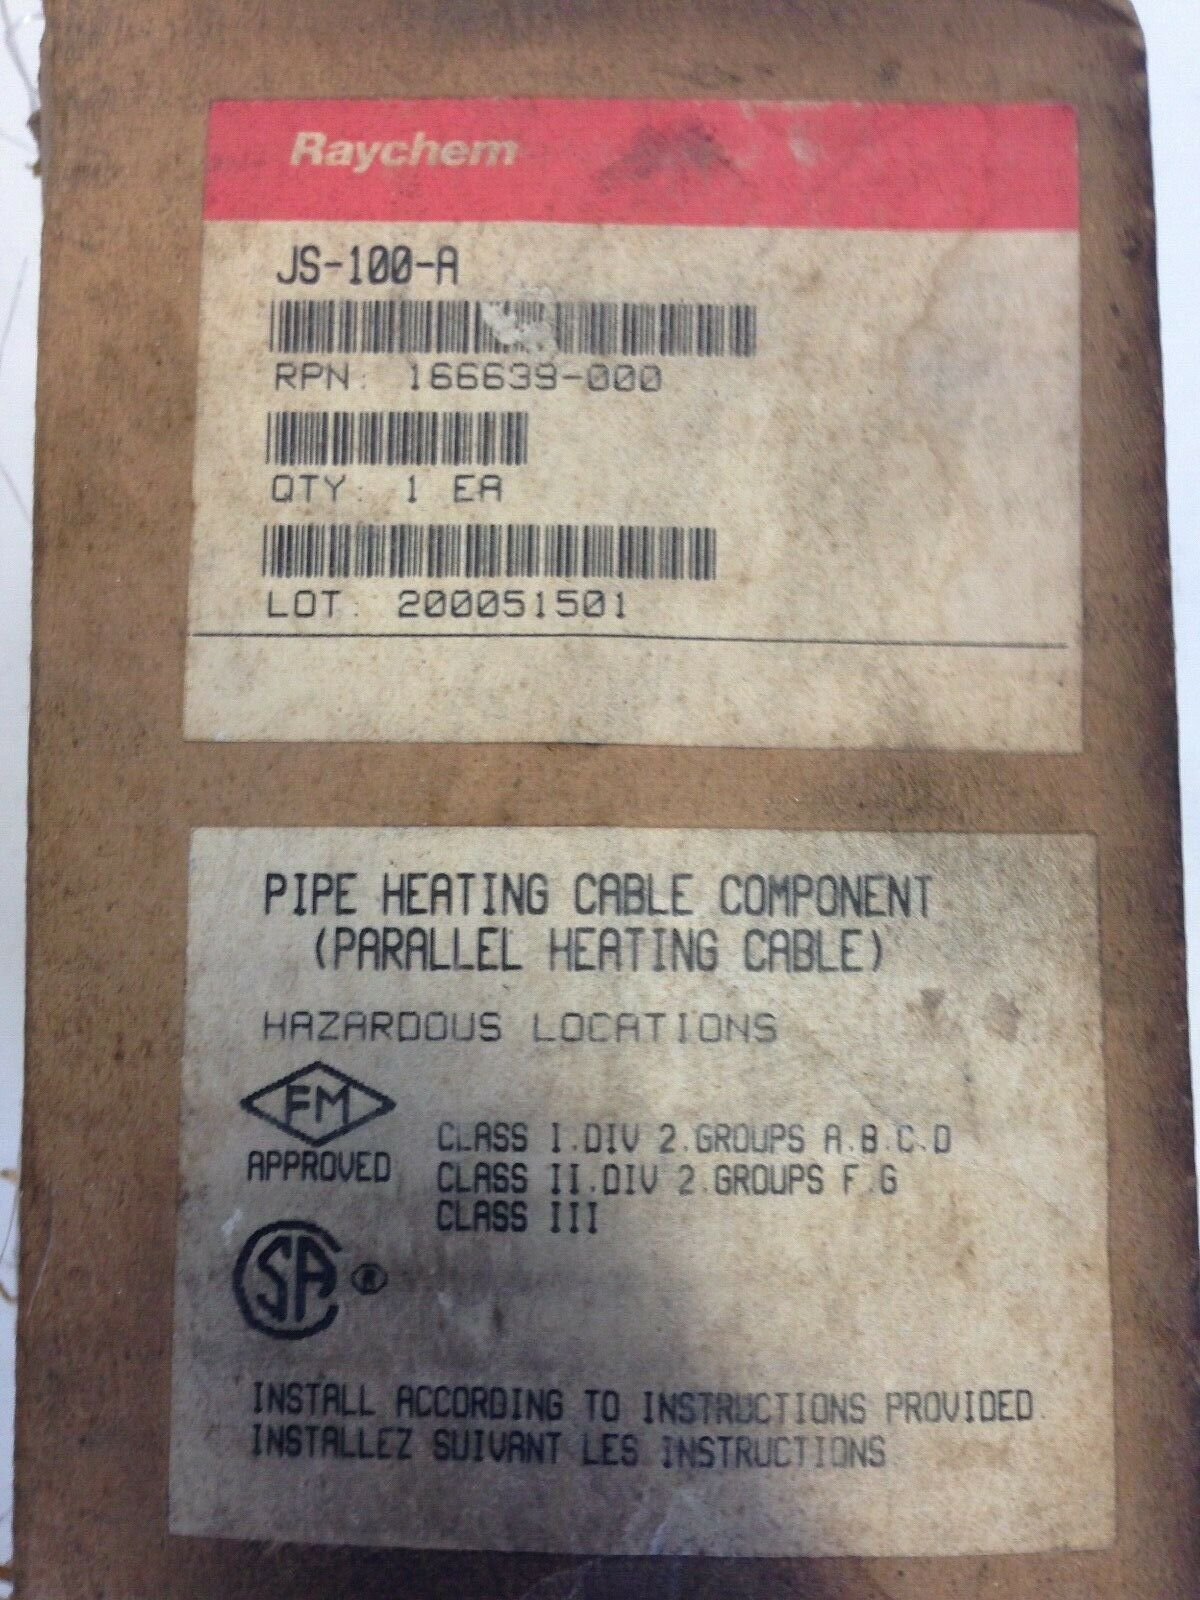 Raychem
JS-100-A
RPN: 166639-000
QTY: 1 EA
LOT: 200051501
PIPE HEATING CABLE COMPONENT
(PARALLEL HEATING CABLE)
HAZARDOUS LOCATIONS
FM
APPROVED
CLASS I.DIV 2.GROUPS A.B.C.D
CLASS II.DIV 2.GROUPS F.G
CLASS III
CSA ®
INSTALL ACCORDING TO INSTRUCTIONS PROVIDED.
INSTALLEZ SUIVANT LES INSTRUCTIONS